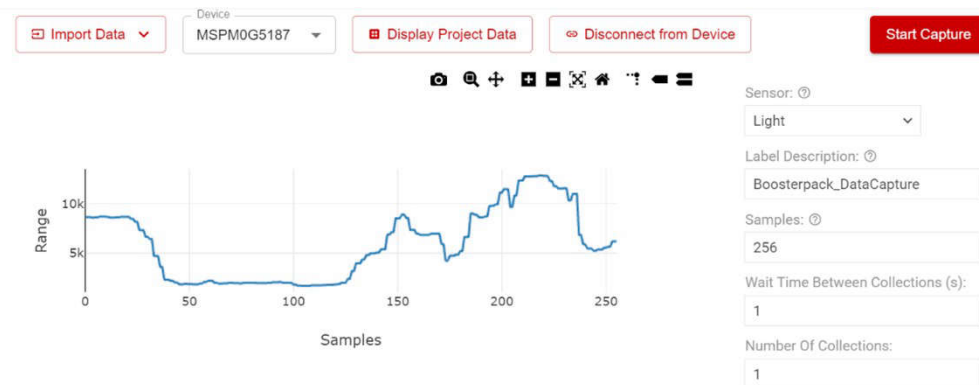 Import Data
Device
MSPM0G5187
Display Project Data
Disconnect from Device
Start Capture
Sensor:
Light
Label Description:
Boosterpack_DataCapture
Samples:
256
Wait Time Between Collections (s):
1
Number Of Collections:
1
Range
10k
5k
0
50
100
150
200
250
Samples